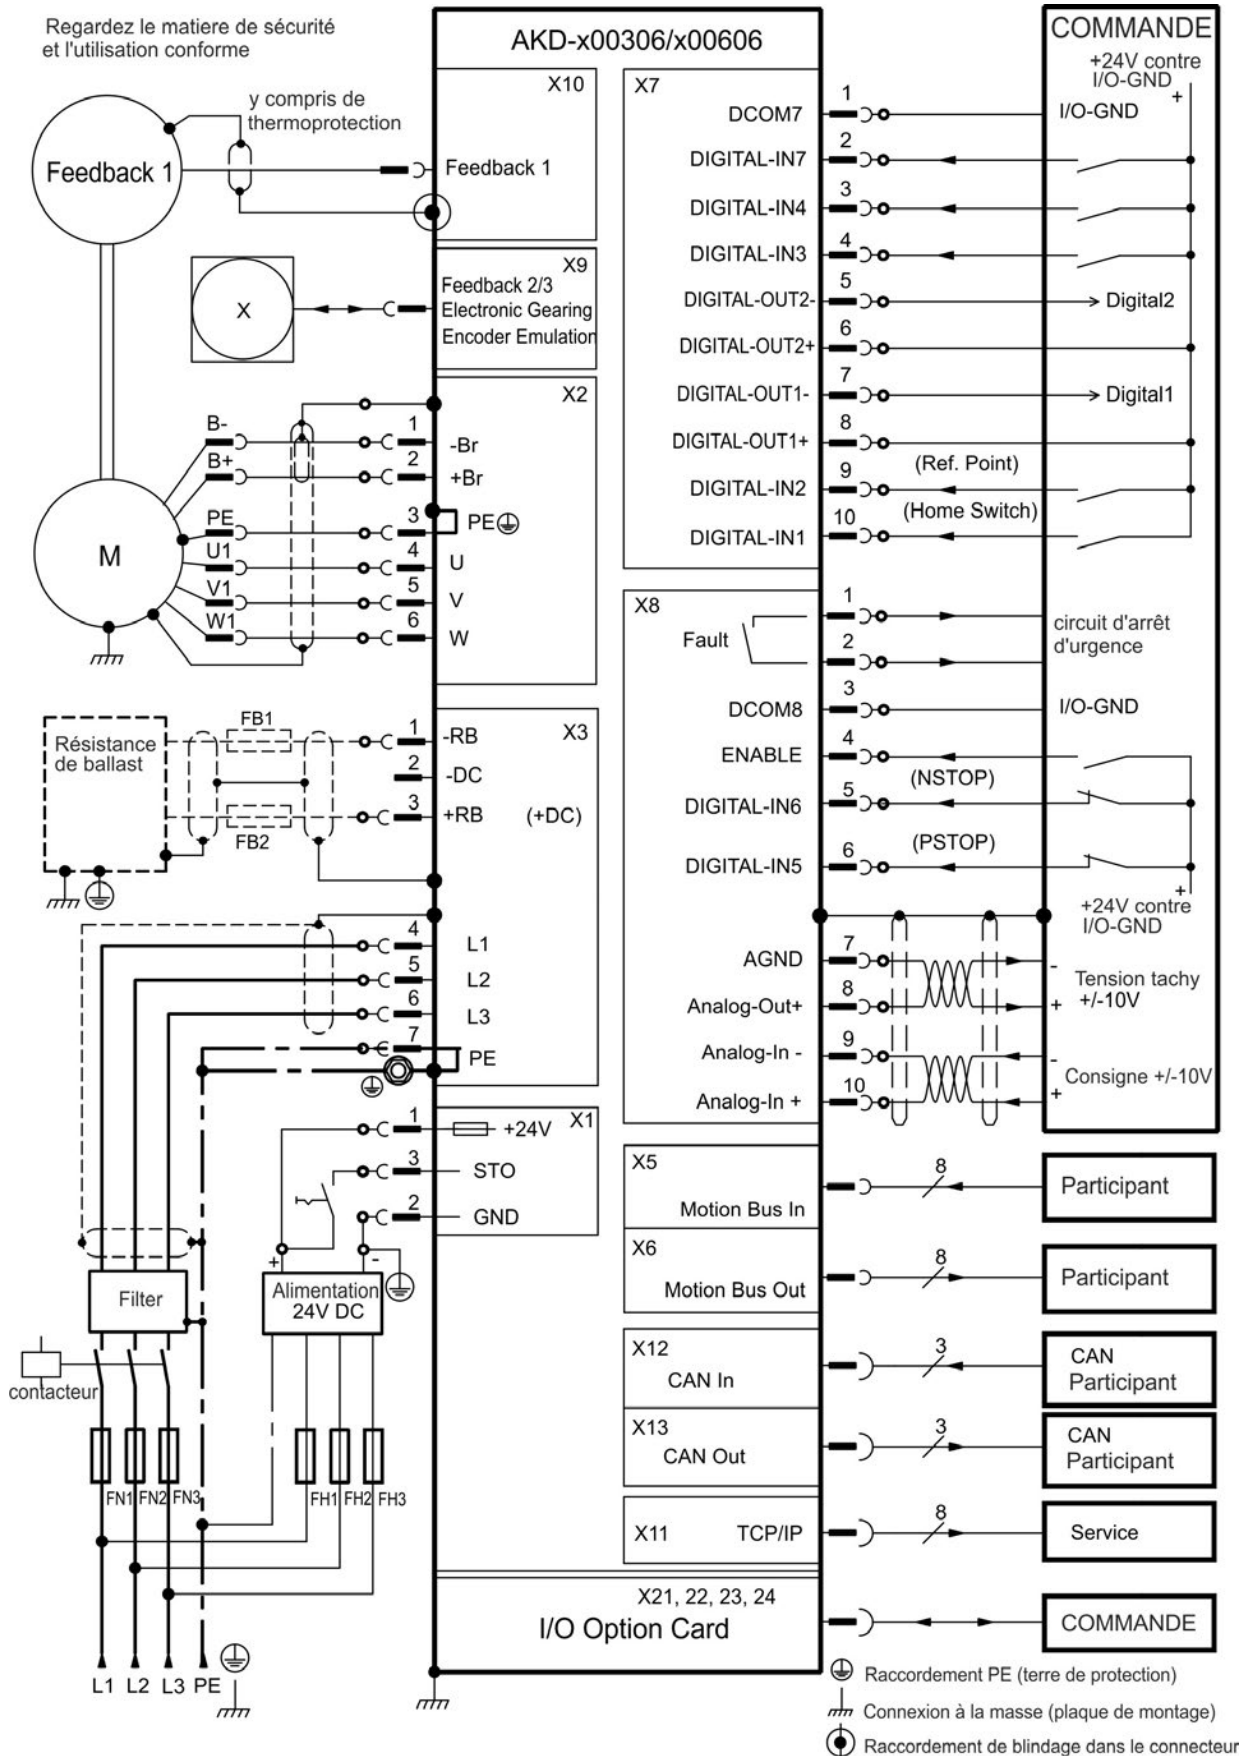 Regardez le matiere de sécurité
et l'utilisation conforme
AKD-x00306/x00606
y compris de
thermoprotection
Feedback 1
X10
Feedback 1
X
X9
Feedback 2/3
Electronic Gearing
Encoder Emulation
X2
B-
1
-Br
B+
2
+Br
PE
3
PE
U1
4
U
V1
5
V
W1
6
W
M
X3
Résistance
de ballast
FB1
1
-RB
2
-DC
3
+RB
(+DC)
FB2
4
L1
5
L2
6
L3
7
PE
X1
1
+24V
3
STO
2
GND
+
-
Alimentation
24V DC
Filter
contacteur
FN1
FN2
FN3
FH1
FH2
FH3
L1
L2
L3
PE
X7
DCOM7
1
DIGITAL-IN7
2
DIGITAL-IN4
3
DIGITAL-IN3
4
DIGITAL-OUT2-
5
Digital2
DIGITAL-OUT2+
6
DIGITAL-OUT1-
7
Digital1
DIGITAL-OUT1+
8
(Ref. Point)
DIGITAL-IN2
9
(Home Switch)
DIGITAL-IN1
10
COMMANDE
+24V contre
I/O-GND
+
I/O-GND
X8
Fault
1
2
circuit d'arrêt
d'urgence
DCOM8
3
I/O-GND
ENABLE
4
(NSTOP)
DIGITAL-IN6
5
(PSTOP)
DIGITAL-IN5
6
+
+24V contre
I/O-GND
AGND
7
-
Tension tachy
+/-10V
Analog-Out+
8
+
Analog-In -
9
-
Consigne +/-10V
Analog-In +
10
+
X5
Motion Bus In
8
Participant
X6
Motion Bus Out
8
Participant
X12
CAN In
3
CAN
Participant
X13
CAN Out
3
CAN
Participant
X11
TCP/IP
8
Service
X21, 22, 23, 24
I/O Option Card
COMMANDE
Raccordement PE (terre de protection)
Connexion à la masse (plaque de montage)
Raccordement de blindage dans le connecteur